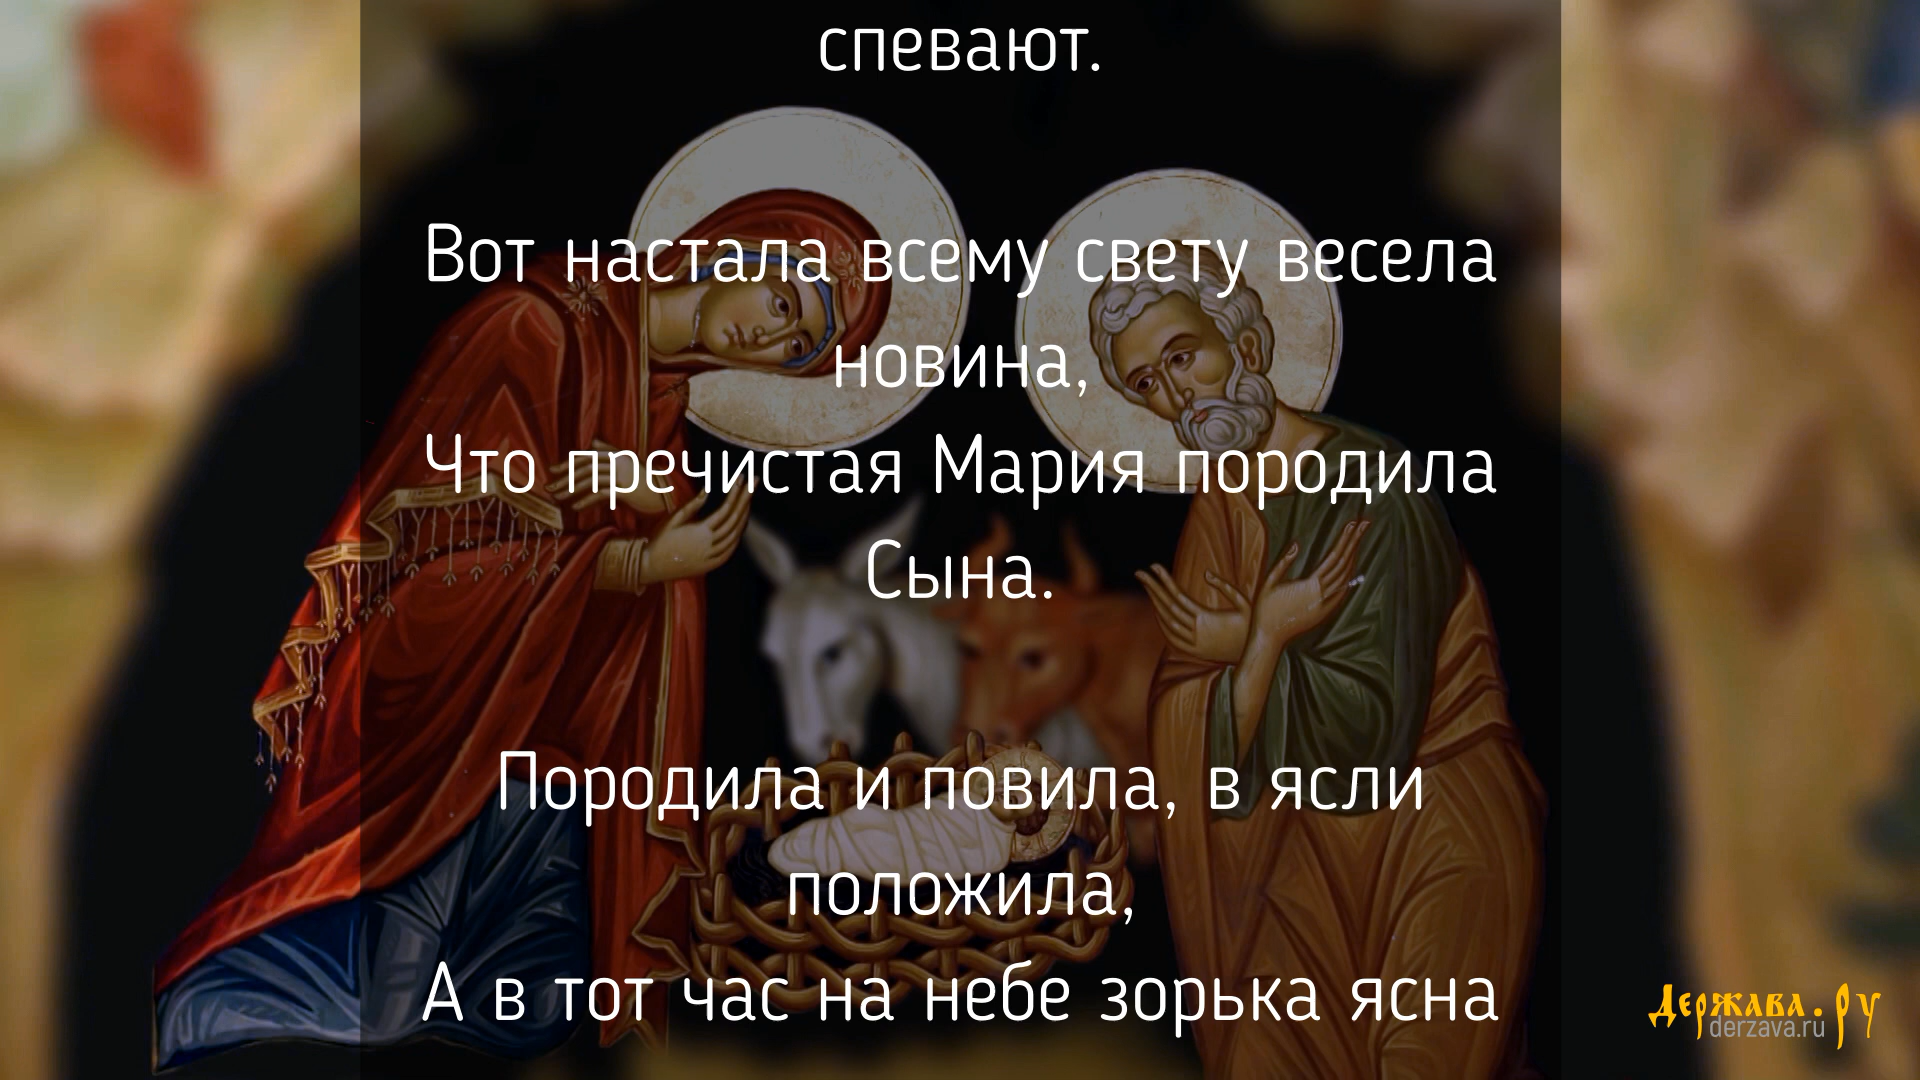 спевают.
Вот настала всему свету весела
новина,
Что пречистая Мария породила
Сына.
Породила и повила, в ясли
положила,
А в тот час на небе зорька ясна
Держава.ру
derzava.ru